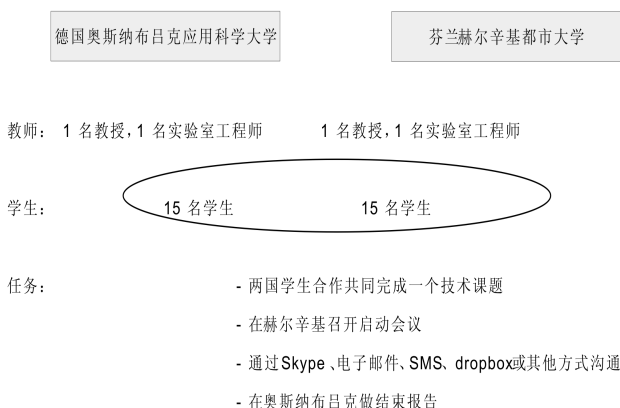 德国奥斯纳布吕克应用科学大学 芬兰赫尔辛基都市大学
教师: 1 名教授,1 名实验室工程师 1 名教授,1 名实验室工程师
学生: 15 名学生 15 名学生
任务: - 两国学生合作共同完成一个技术课题
- 在赫尔辛基召开启动会议
- 通过Skype、电子邮件、SMS、dropbox或其他方式沟通
- 在奥斯纳布吕克做结束报告